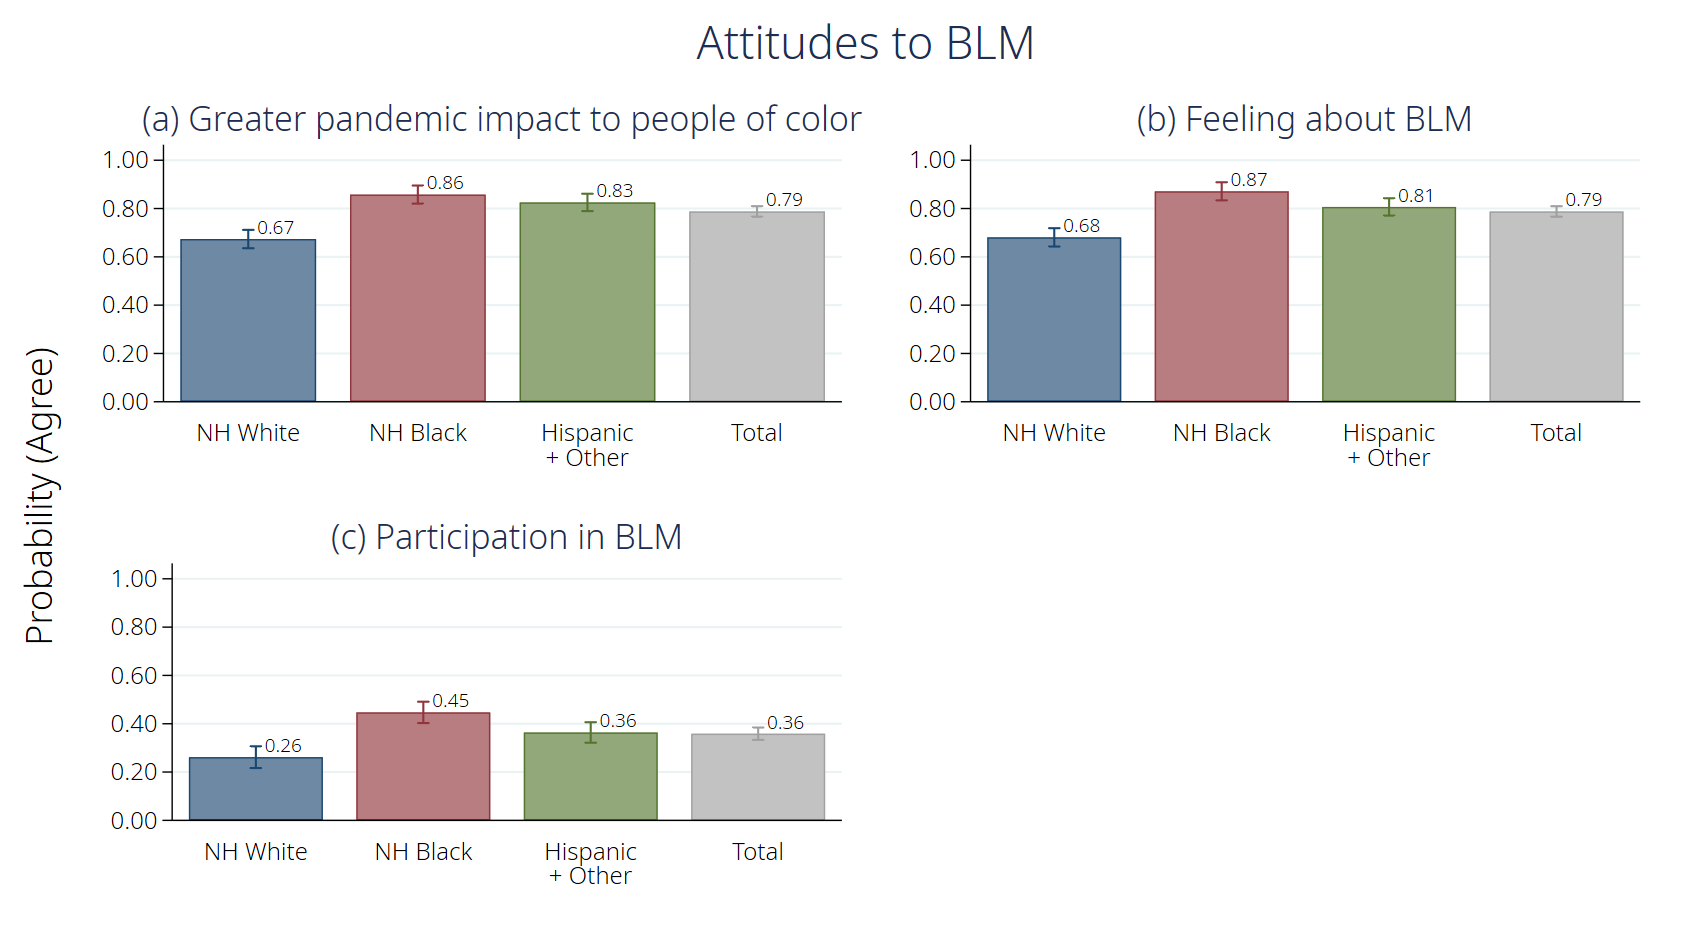 Attitudes to BLM
Probability (Agree)
(a) Greater pandemic impact to people of color
1.00
0.80
0.60
0.40
0.20
0.00
0.67
0.86
0.83
0.79
NH White
NH Black
Hispanic
+ Other
Total
(b) Feeling about BLM
1.00
0.80
0.60
0.40
0.20
0.00
0.68
0.87
0.81
0.79
NH White
NH Black
Hispanic
+ Other
Total
(c) Participation in BLM
1.00
0.80
0.60
0.40
0.20
0.00
0.26
0.45
0.36
0.36
NH White
NH Black
Hispanic
+ Other
Total